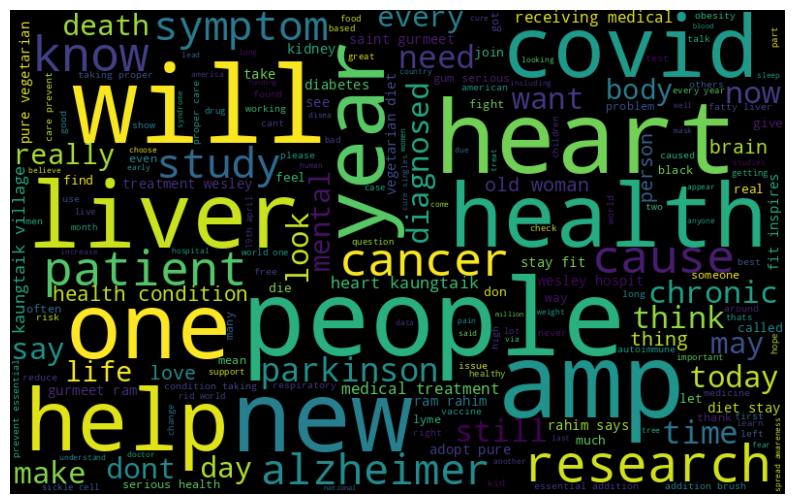 death
symptom
every
receiving medical
obesity
blood
talk
cure
got
part
food
based
saint gurmeet
join
covid
know
will
year
kidney
need
looking
lead
long
great
taking proper
america
take
diabetes
gum serious
test
sleep
pure vegetarian
care prevent
good
syndrome
drug
working
found
see
country
including
american
body
every year
others
now
problem
well
fatty liver
want
fight
proper care
show
cant
disea
vegetarian diet
diagnosed
heart
mask
give
really
choose
bad
please
women
children
due
treat
person
caused
studies
brain
even
early
human
study
feel
black
getting
believe
find
treatment wesley
case
pure singles
old woman
real
men
use
live
month
liver
19th april
look
mental
come
health
two
appear
anyone
world
fit inspires
kaungtaik village
increase
hospital
world one
question
check
patient
free
cancer
stay fit
cause
someone
best
health condition
die
heart kaungtaik
don
wesley hospit
way
long
chronic
often
risk
many
one
people
million
data
pain
said
weight
via
high
lot
never
around
thats
think
called
hope
say
life
love
mean
parkinson
issue
healthy
amp
thing
may
autoimmune
important
prevent essential
reduce
support
condition taking
respiratory
medical treatment
let
medicine
today
gurmeet ram
rid world
ram rahim
diet stay
help
new
change
lyme
vaccine
still
rahim says
thank
first
learn
time
spread awareness
right
last
tree
left
fear
understand
doctor
adopt pure
much
make
dont
day
alzheimer
another
research
sickle cell
serious health
national
kid
essential addition
addition brush